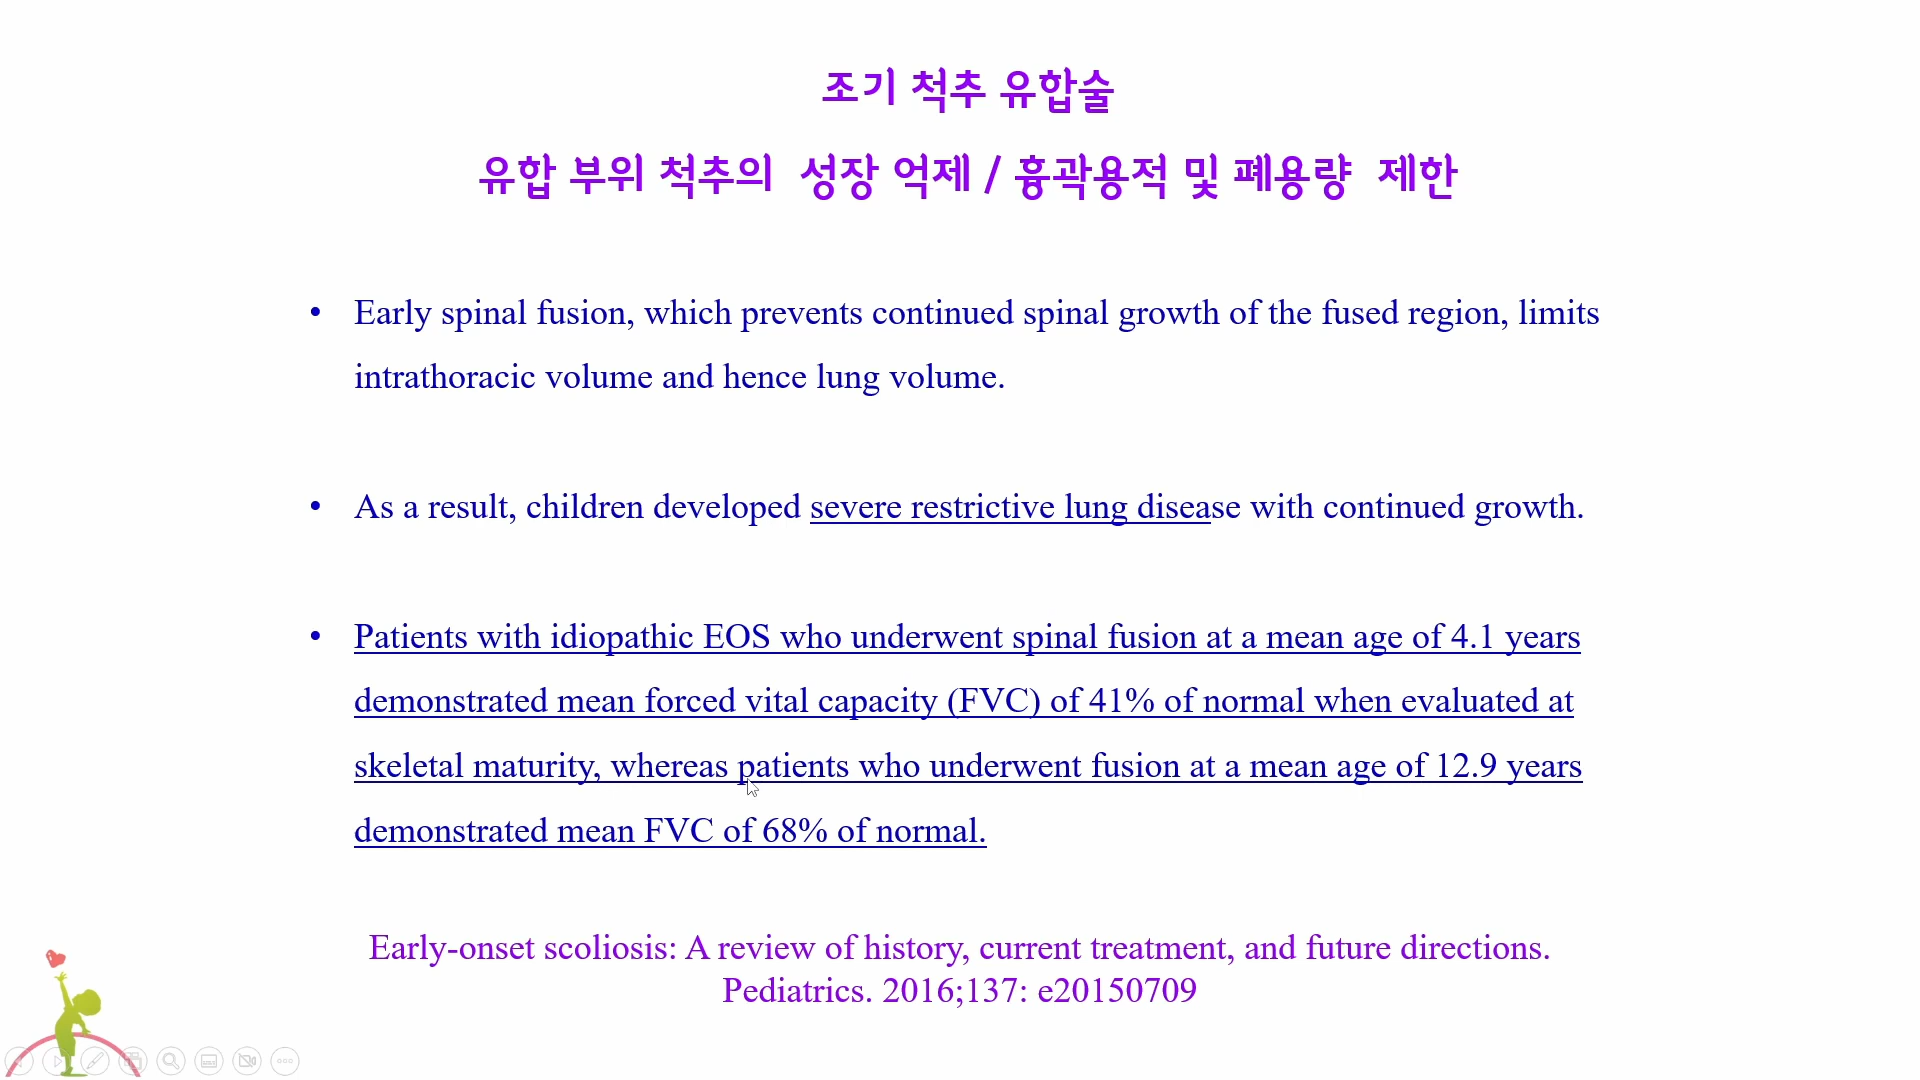 조기 척추 유합술
유합 부위 척추의 성장 억제 / 흉곽용적 및 폐용량 제한
• Early spinal fusion, which prevents continued spinal growth of the fused region, limits
intrathoracic volume and hence lung volume.
• As a result, children developed severe restrictive lung disease with continued growth.
• Patients with idiopathic EOS who underwent spinal fusion at a mean age of 4.1 years
demonstrated mean forced vital capacity (FVC) of 41% of normal when evaluated at
skeletal maturity, whereas patients who underwent fusion at a mean age of 12.9 years
demonstrated mean FVC of 68% of normal.
Early-onset scoliosis: A review of history, current treatment, and future directions.
Pediatrics. 2016;137: e20150709